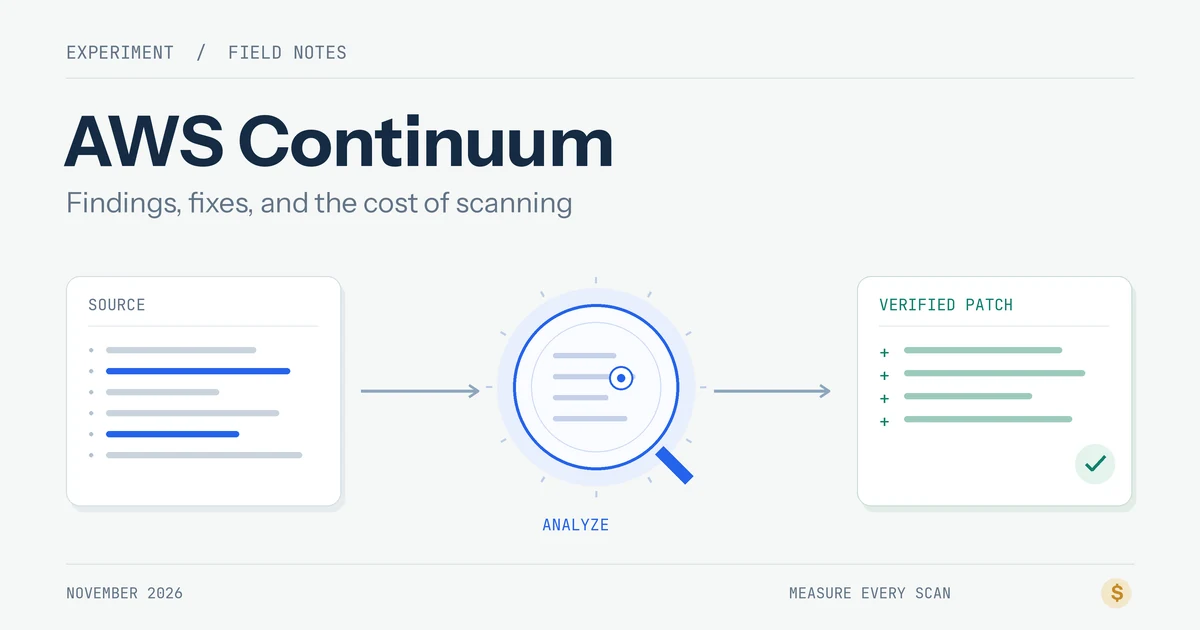 EXPERIMENT / FIELD NOTES
AWS Continuum
Findings, fixes, and the cost of scanning
SOURCE
VERIFIED PATCH
+
+
+
+
ANALYZE
NOVEMBER 2026
MEASURE EVERY SCAN
$